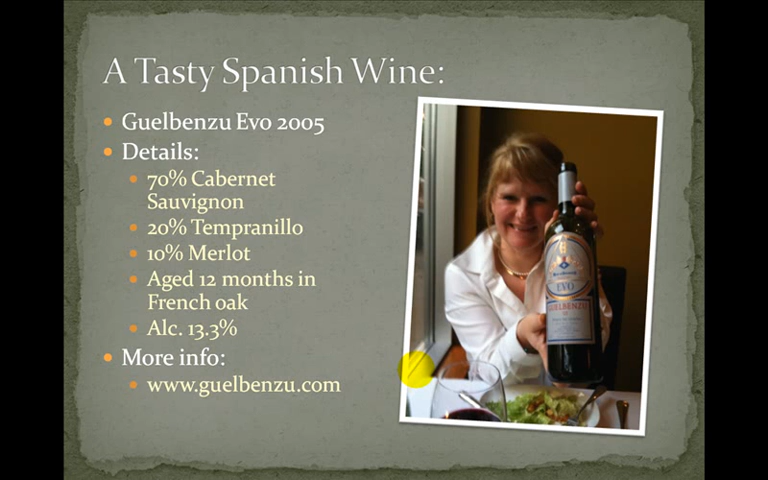 A Tasty Spanish Wine:
Guelbenzu Evo 2005
Details:
70% Cabernet
Sauvignon
20% Tempranillo
10% Merlot
Aged 12 months in
French oak
Alc. 13.3%
More info:
www.guelbenzu.com
EVO
GUELBENZU